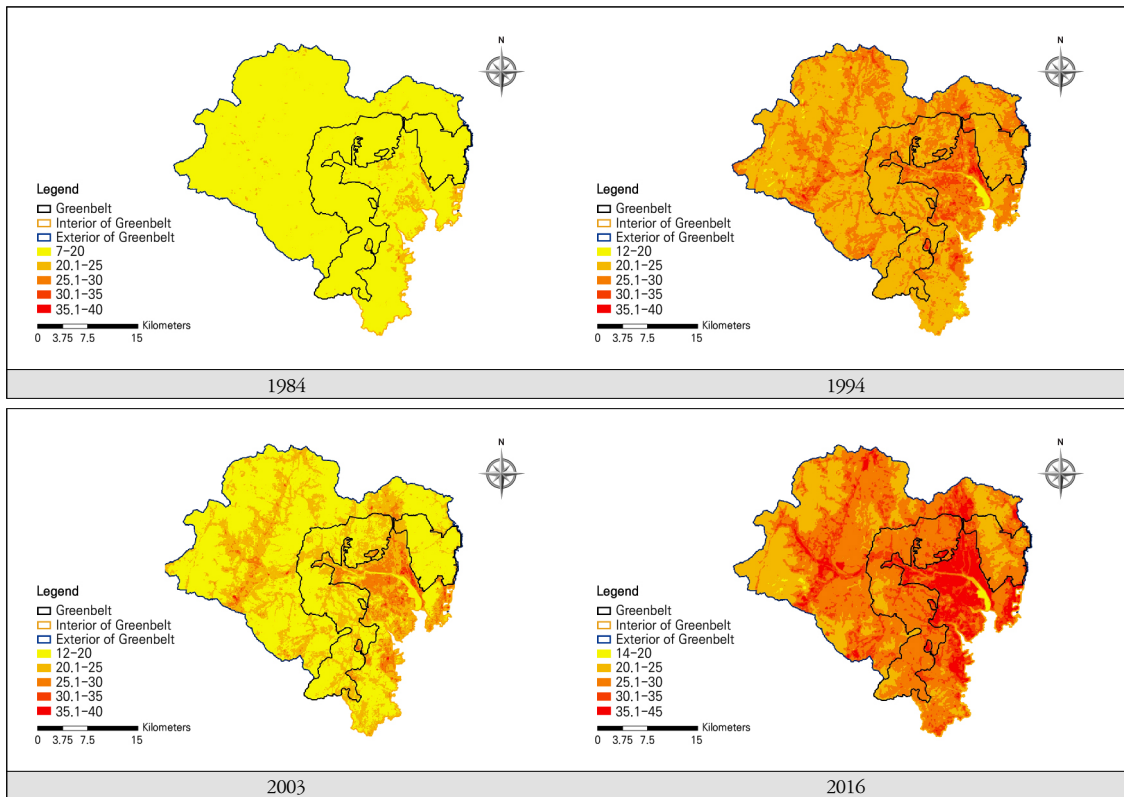 N
Legend
Greenbelt
Interior of Greenbelt
Exterior of Greenbelt
7-20
20.1-25
25.1-30
30.1-35
35.1-40
Kilometers
0 3.75 7.5 15
1984
N
Legend
Greenbelt
Interior of Greenbelt
Exterior of Greenbelt
12-20
20.1-25
25.1-30
30.1-35
35.1-40
Kilometers
0 3.75 7.5 15
1994
N
Legend
Greenbelt
Interior of Greenbelt
Exterior of Greenbelt
12-20
20.1-25
25.1-30
30.1-35
35.1-40
Kilometers
0 3.75 7.5 15
2003
N
Legend
Greenbelt
Interior of Greenbelt
Exterior of Greenbelt
14-20
20.1-25
25.1-30
30.1-35
35.1-45
Kilometers
0 3.75 7.5 15
2016